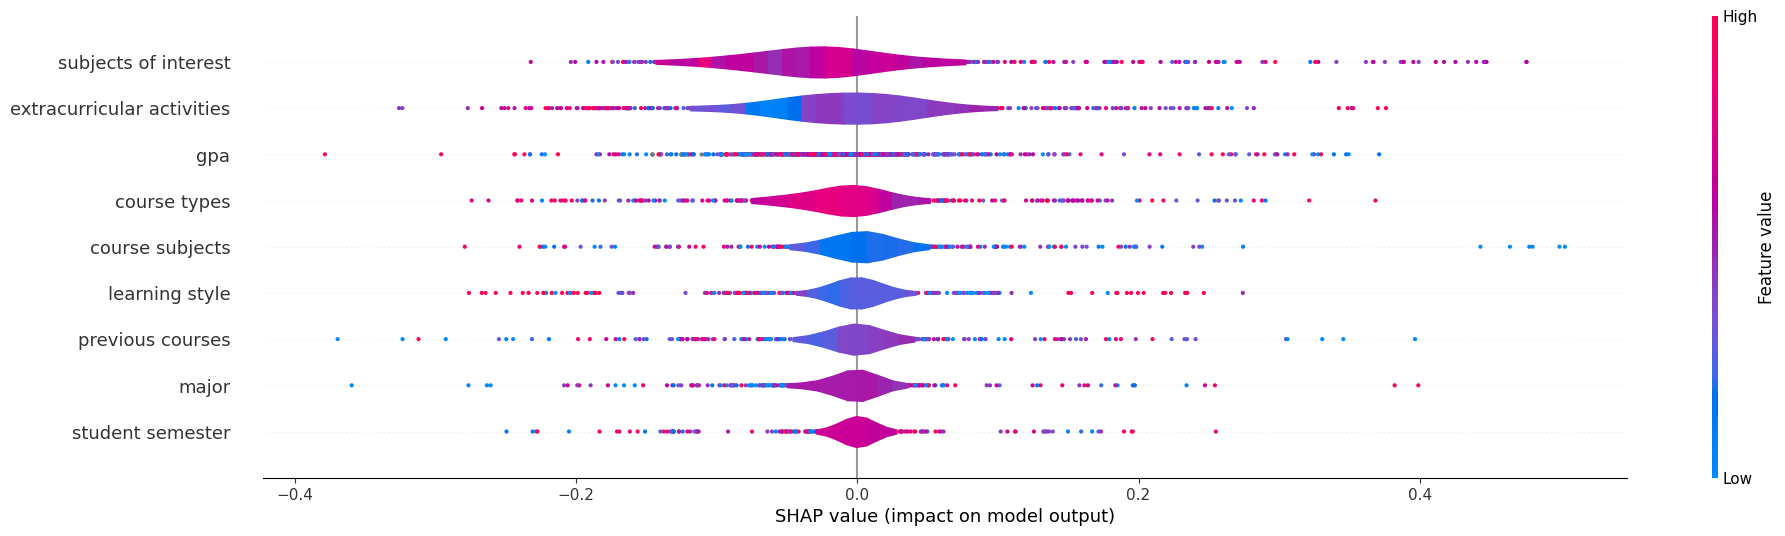 High
subjects of interest
extracurricular activities
gpa
course types
course subjects
learning style
previous courses
major
student semester
Feature value
Low
−0.4 −0.2 0.0 0.2 0.4
SHAP value (impact on model output)